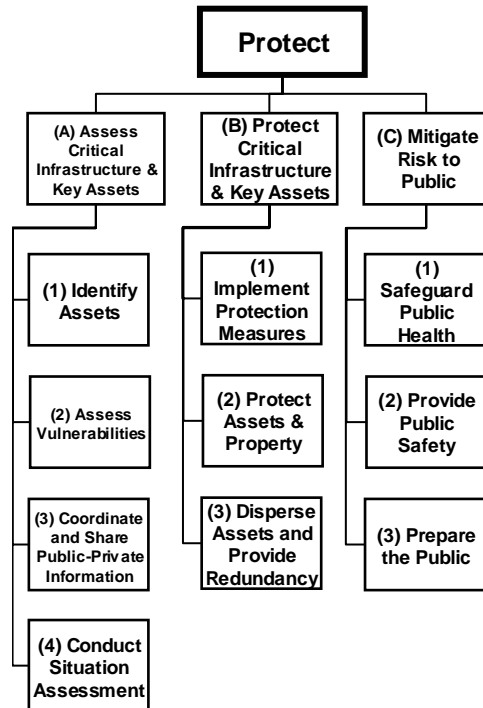 Protect
(A) Assess
Critical
Infrastructure &
Key Assets
(1) Identify
Assets
(2) Assess
Vulnerabilities
(3) Coordinate
and Share
Public-Private
Information
(4) Conduct
Situation
Assessment
(B) Protect
Critical
Infrastructure
& Key Assets
(1)
Implement
Protection
Measures
(2) Protect
Assets &
Property
(3) Disperse
Assets and
Provide
Redundancy
(C) Mitigate
Risk to
Public
(1)
Safeguard
Public
Health
(2) Provide
Public
Safety
(3) Prepare
the Public